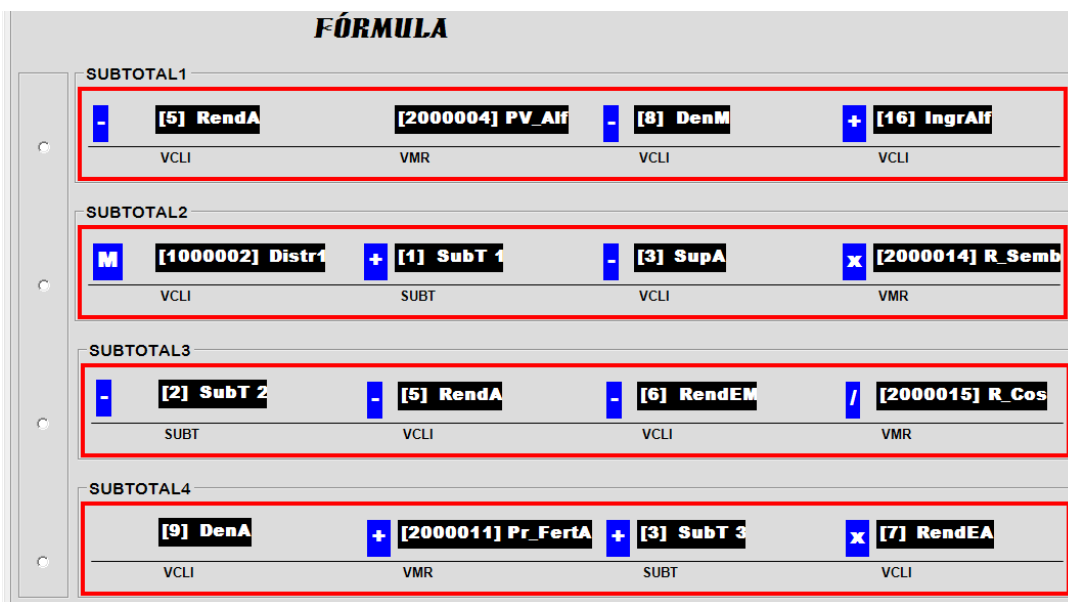 FÓRMULA
SUBTOTAL1
- [5] RendA [2000004] PV_Alf - [8] DenM + [16] IngrAlf
VCLI VMR VCLI VCLI
SUBTOTAL2
M [1000002] Distr1 + [1] SubT 1 - [3] SupA x [2000014] R_Semb
VCLI SUBT VCLI VMR
SUBTOTAL3
- [2] SubT 2 - [5] RendA - [6] RendEM / [2000015] R_Cos
SUBT VCLI VCLI VMR
SUBTOTAL4
[9] DenA + [2000011] Pr_FertA + [3] SubT 3 x [7] RendEA
VCLI VMR SUBT VCLI